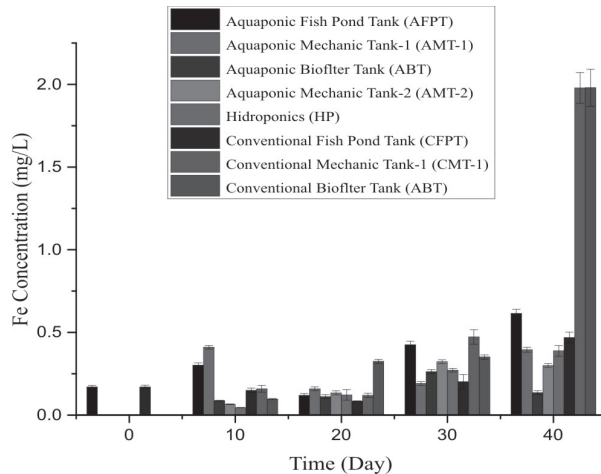 Aquaponic Fish Pond Tank (AFPT)
Aquaponic Mechanic Tank-1 (AMT-1)
Aquaponic Bioflter Tank (ABT)
Aquaponic Mechanic Tank-2 (AMT-2)
Hidroponics (HP)
Conventional Fish Pond Tank (CFPT)
Conventional Mechanic Tank-1 (CMT-1)
Conventional Bioflter Tank (ABT)
Fe Concentration (mg/L)
2.0
1.5
1.0
0.5
0.0
0 10 20 30 40
Time (Day)